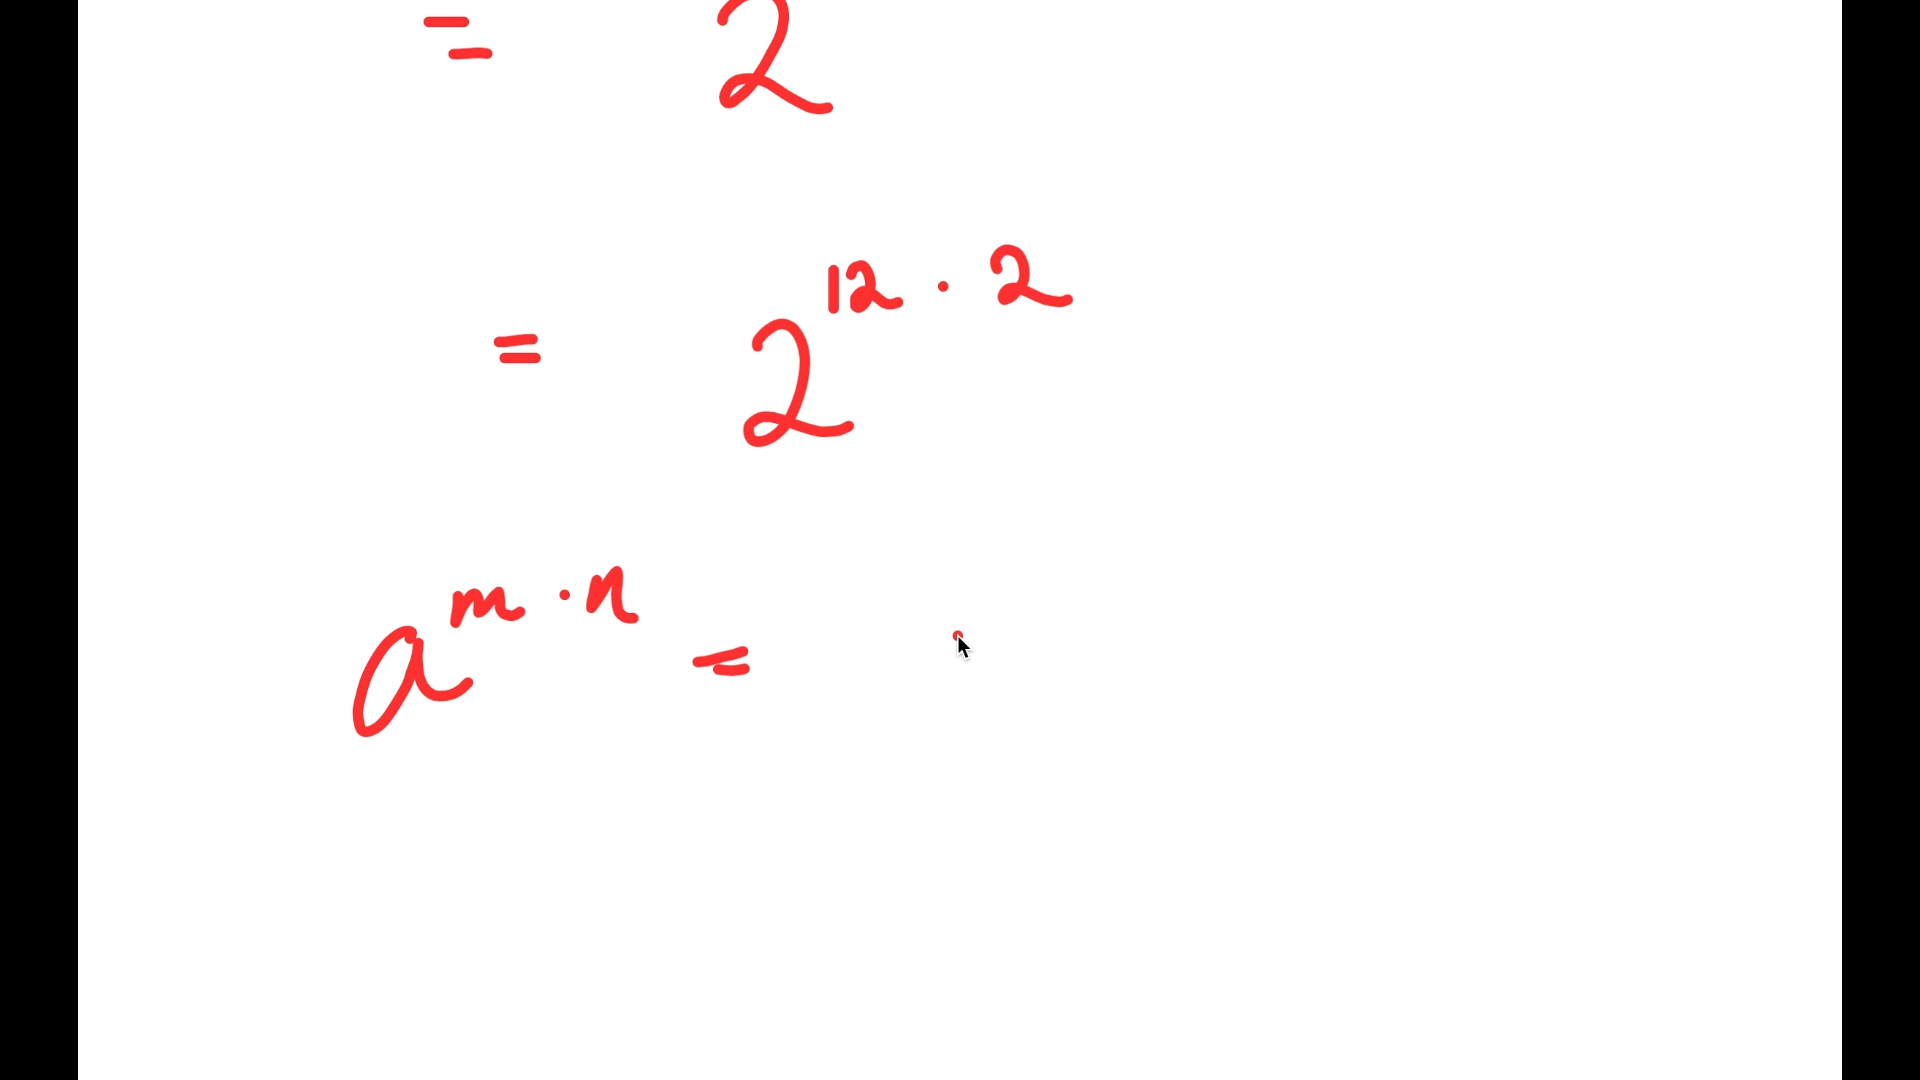 = 2
= 2^{12 · 2}
a^{m · n} =